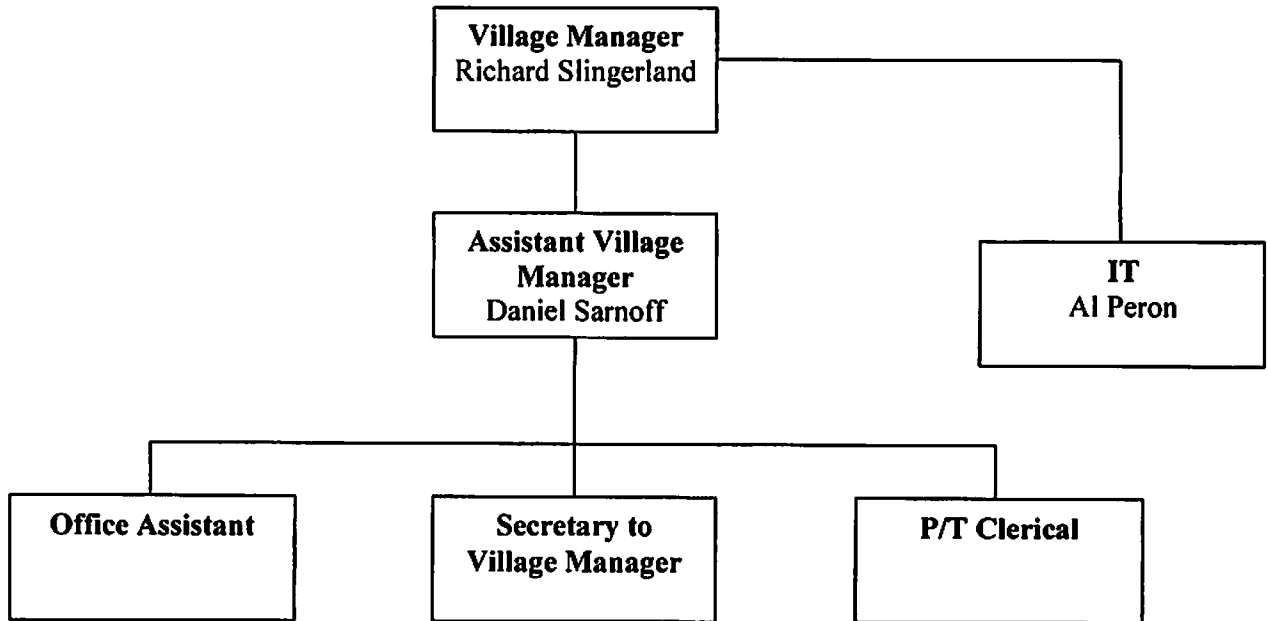 Village Manager
Richard Slingerland
Assistant Village
Manager
Daniel Sarnoff
IT
Al Peron
Office Assistant
Secretary to
Village Manager
P/T Clerical